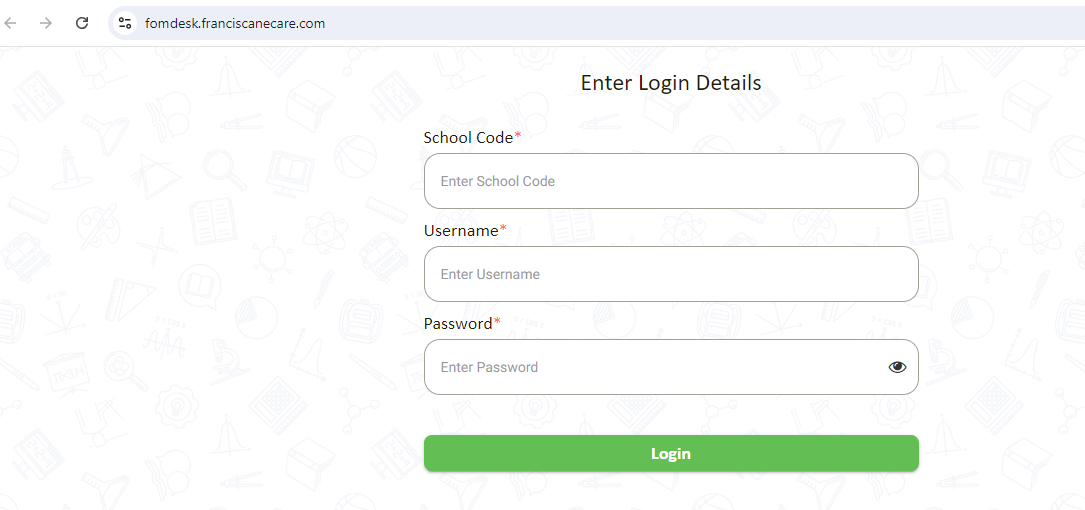 fomdesk.franciscanecare.com
Enter Login Details
School Code*
Enter School Code
Username*
Enter Username
Password*
Enter Password
Login